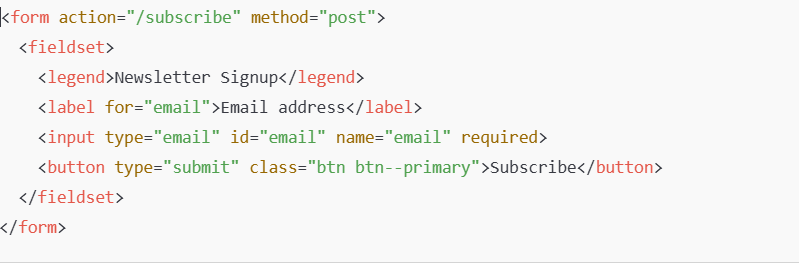 <form action="/subscribe" method="post">
  <fieldset>
    <legend>Newsletter Signup</legend>
    <label for="email">Email address</label>
    <input type="email" id="email" name="email" required>
    <button type="submit" class="btn btn--primary">Subscribe</button>
  </fieldset>
</form>